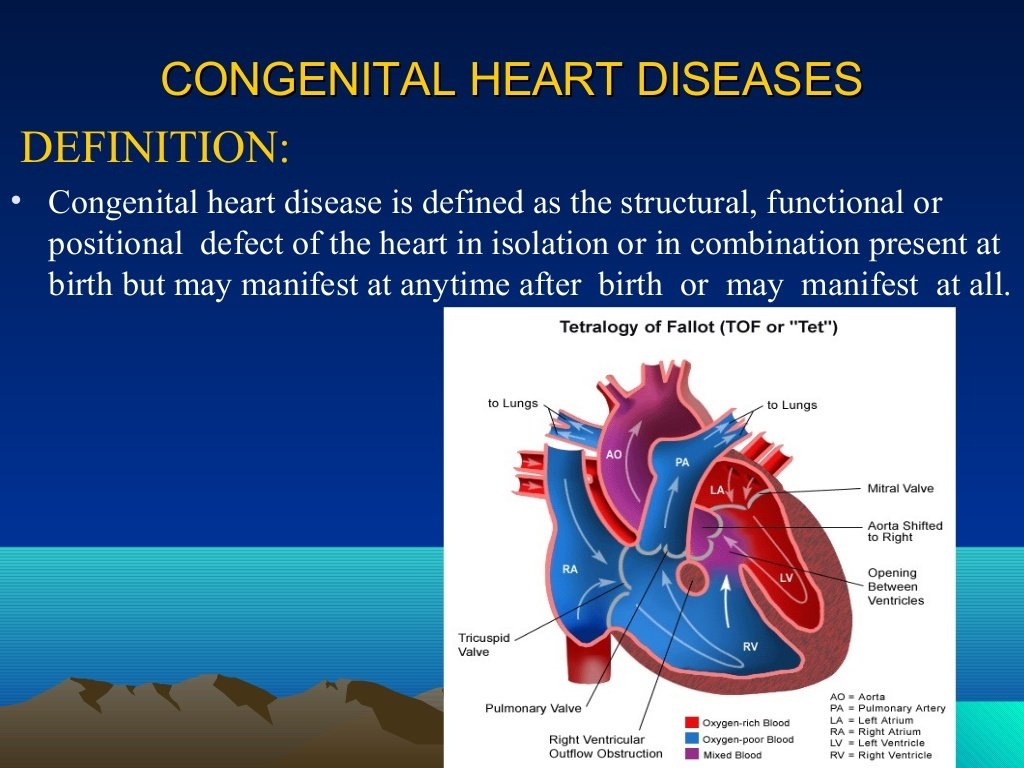 CONGENITAL HEART DISEASES
DEFINITION:
• Congenital heart disease is defined as the structural, functional or
positional defect of the heart in isolation or in combination present at
birth but may manifest at anytime after birth or may manifest at all.
Tetralogy of Fallot (TOF or "Tet")
to Lungs
to Lungs
AO
PA
LA
Mitral Valve
Aorta Shifted
to Right
RA
LV
Opening
Between
Ventricles
RV
Tricuspid
Valve
Pulmonary Valve
Right Ventricular
Outflow Obstruction
Oxygen-rich Blood
Oxygen-poor Blood
Mixed Blood
AO = Aorta
PA = Pulmonary Artery
LA = Left Atrium
RA = Right Atrium
LV = Left Ventricle
RV = Right Ventricle